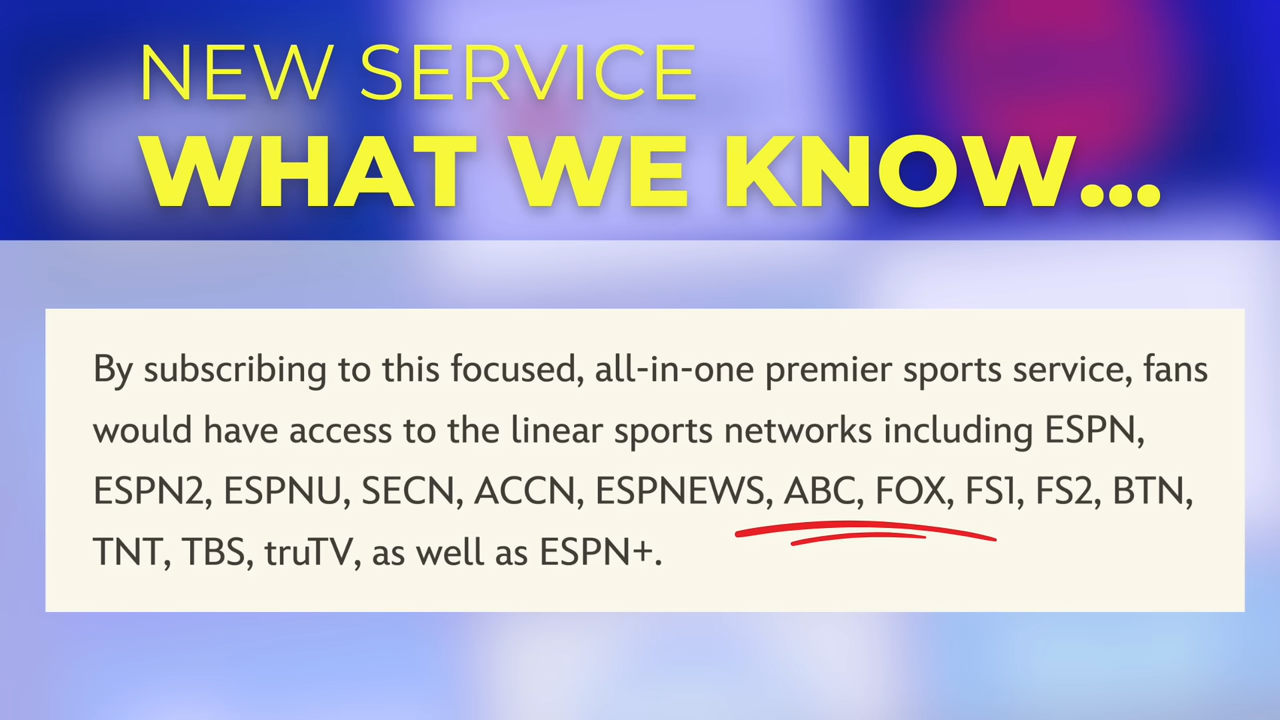 NEW SERVICE
WHAT WE KNOW...
By subscribing to this focused, all-in-one premier sports service, fans
would have access to the linear sports networks including ESPN,
ESPN2, ESPNU, SECN, ACCN, ESPNEWS, ABC, FOX, FS1, FS2, BTN,
TNT, TBS, truTV, as well as ESPN+.